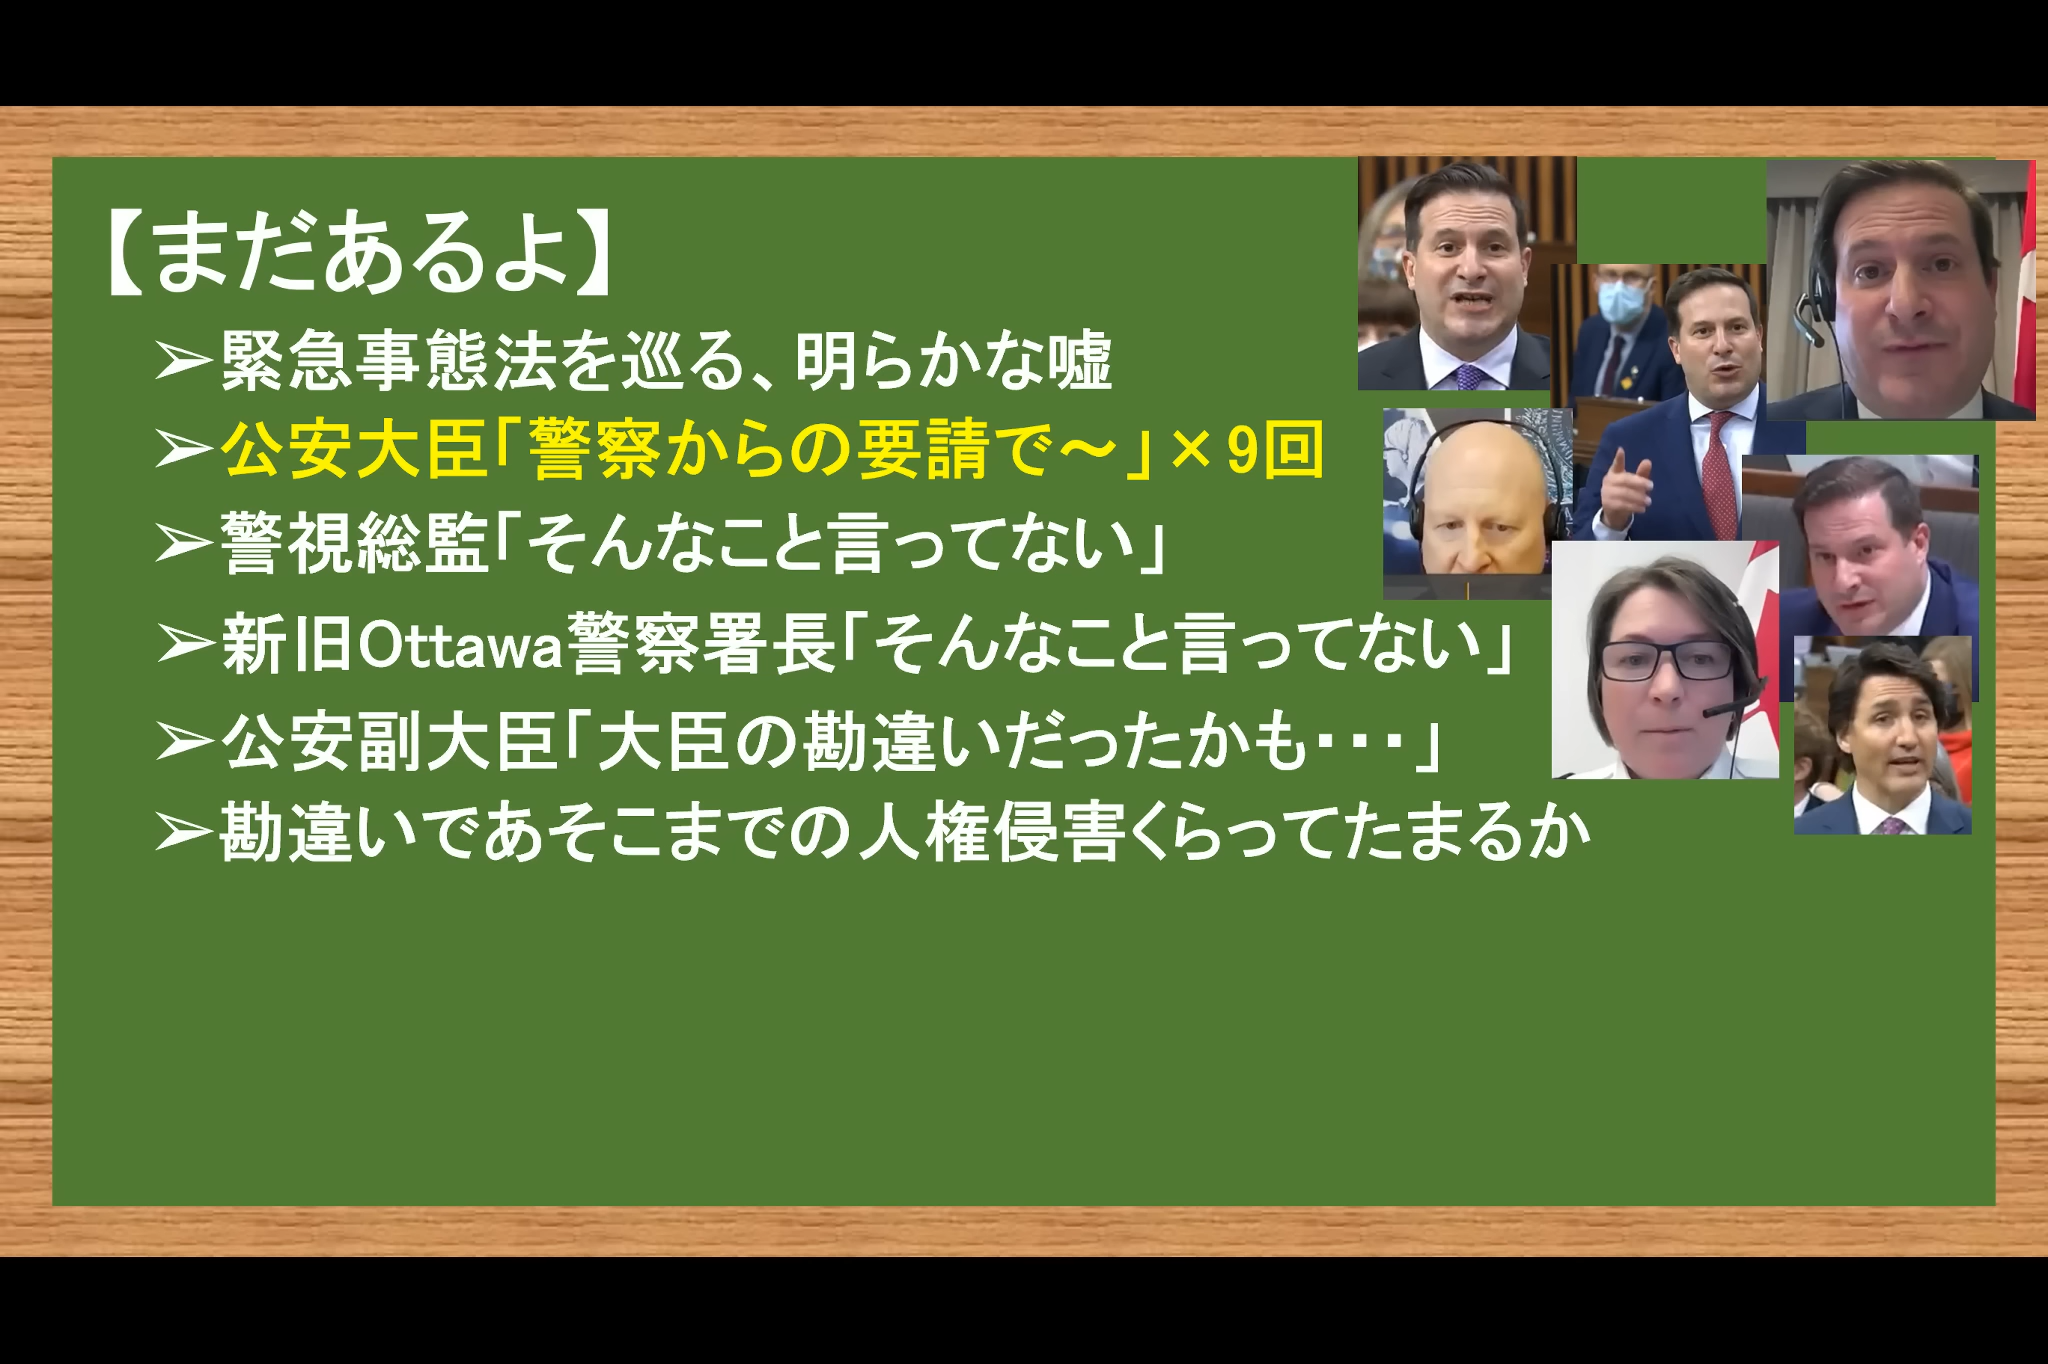 【まだあるよ】
➢緊急事態法を巡る、明らかな嘘
➢公安大臣「警察からの要請で～」×9回
➢警視総監「そんなこと言ってない」
➢新旧Ottawa警察署長「そんなこと言ってない」
➢公安副大臣「大臣の勘違いだったかも・・・」
➢勘違いであそこまでの人権侵害くらってたまるか